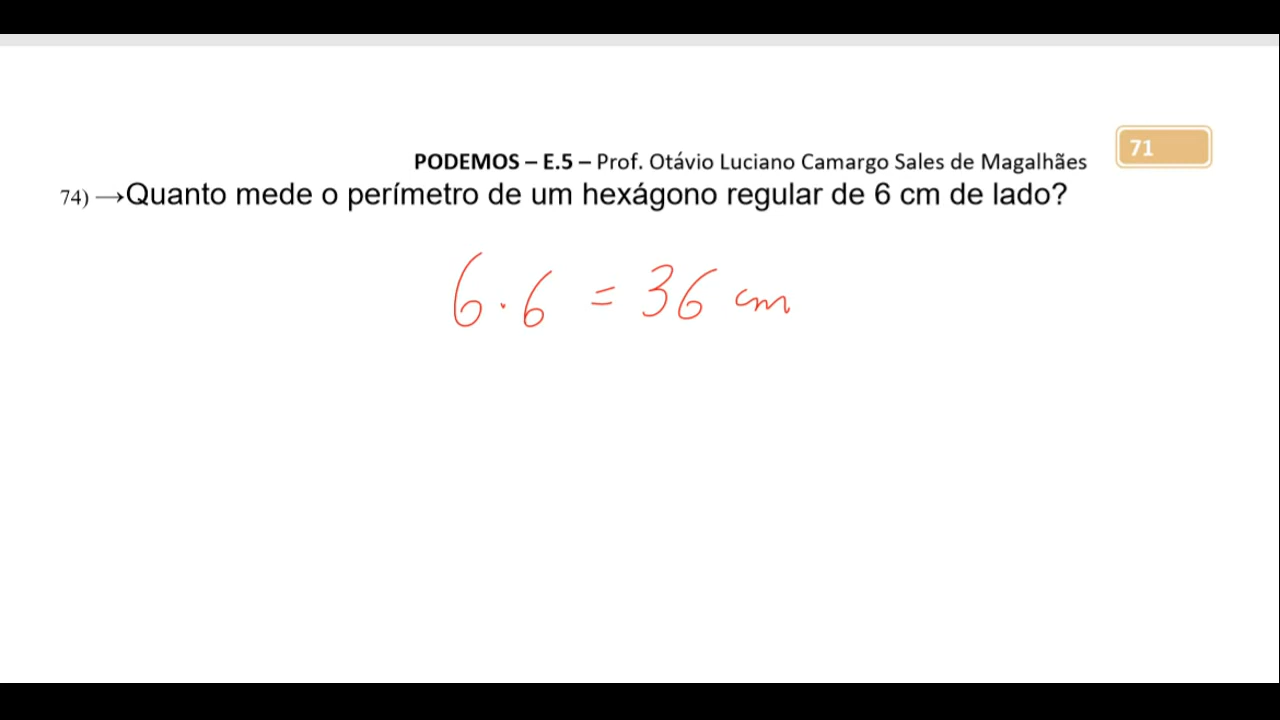 71
PODEMOS – E.5 – Prof. Otávio Luciano Camargo Sales de Magalhães
74) →Quanto mede o perímetro de um hexágono regular de 6 cm de lado?
6 . 6 = 36 cm